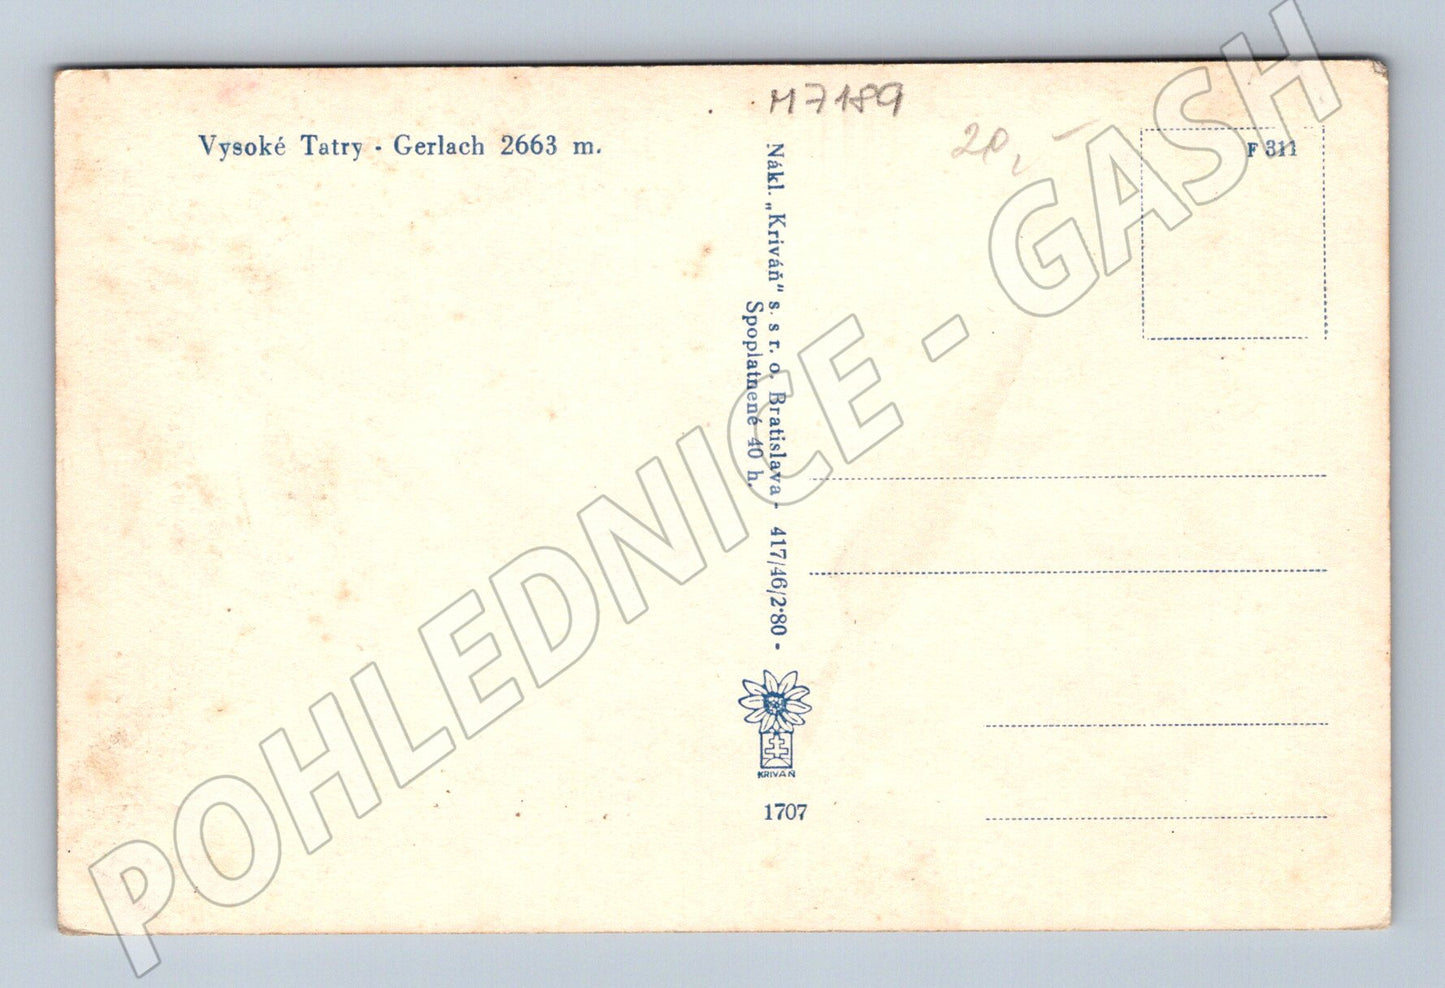 M7189
Vysoké Tatry - Gerlach 2663 m.
F 311
Nákl. „Kriváň" s. s r. o. Bratislava - 417/46/2·80 -
Spoplatnené 40 h.
KRIVÁŇ
1707
POHLEDNICE - GASH